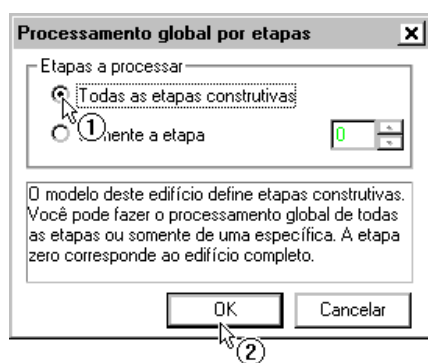 Processamento global por etapas
Etapas a processar
Todas as etapas construtivas
1
mente a etapa
0
O modelo deste edifício define etapas construtivas.
Você pode fazer o processamento global de todas
as etapas ou somente de uma específica. A etapa
zero corresponde ao edifício completo.
OK
Cancelar
2